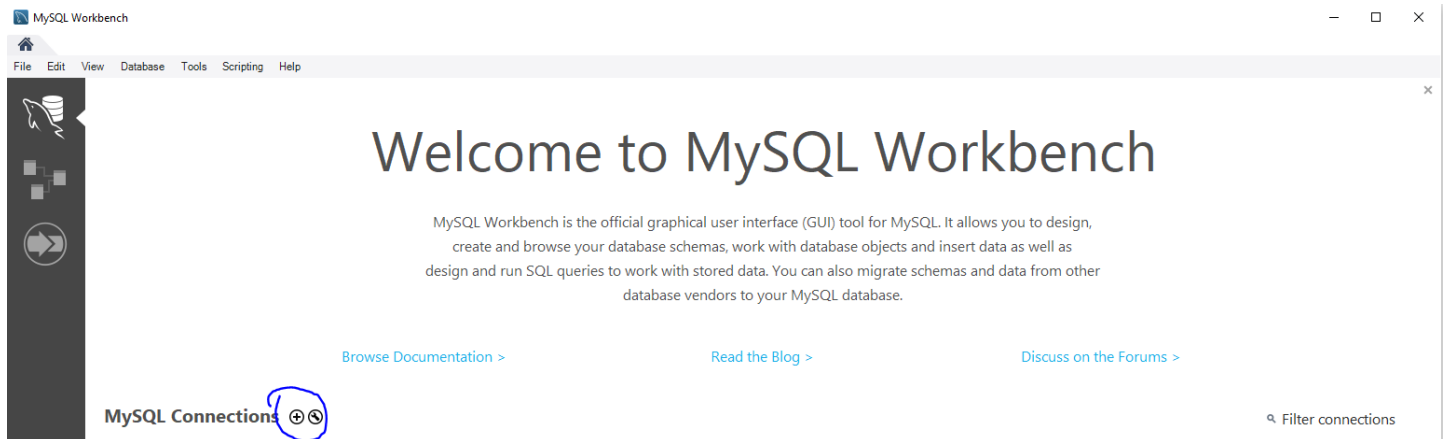 MySQL Workbench
File Edit View Database Tools Scripting Help
Welcome to MySQL Workbench
MySQL Workbench is the official graphical user interface (GUI) tool for MySQL. It allows you to design,
create and browse your database schemas, work with database objects and insert data as well as
design and run SQL queries to work with stored data. You can also migrate schemas and data from other
database vendors to your MySQL database.
Browse Documentation > Read the Blog > Discuss on the Forums >
MySQL Connections Filter connections